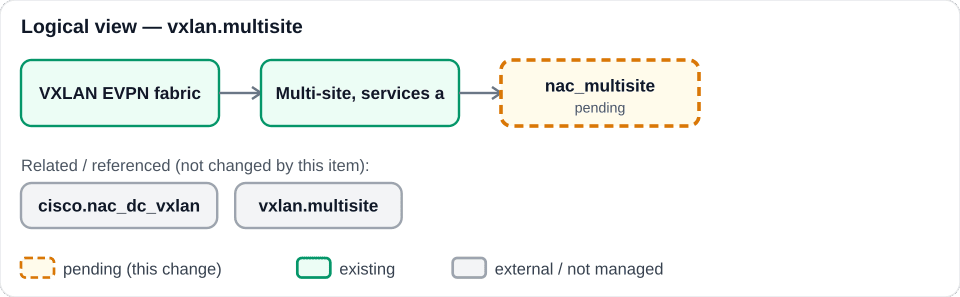 Logical view — vxlan.multisite
VXLAN EVPN fabric
Multi-site, services a
nac_multisite
pending
Related / referenced (not changed by this item):
cisco.nac_dc_vxlan
vxlan.multisite
pending (this change)
existing
external / not managed